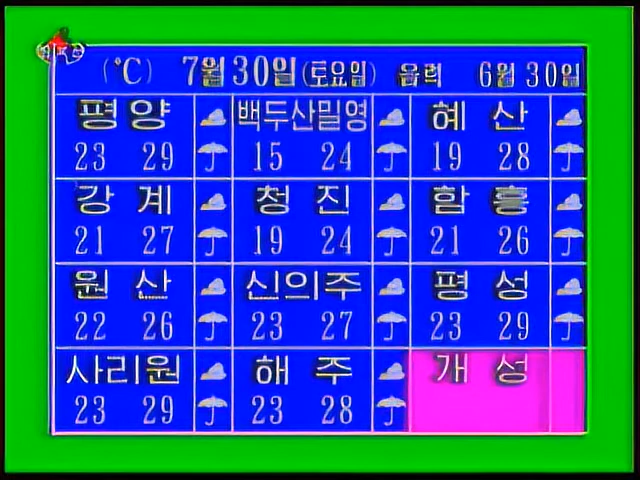 (℃) 7월 30일 (토요일) 음력 6월 30일
평양 백두산밀영 혜산
23 29 15 24 19 28
강계 청진 함흥
21 27 19 24 21 26
원산 신의주 평성
22 26 23 27 23 29
사리원 해주 개성
23 29 23 28